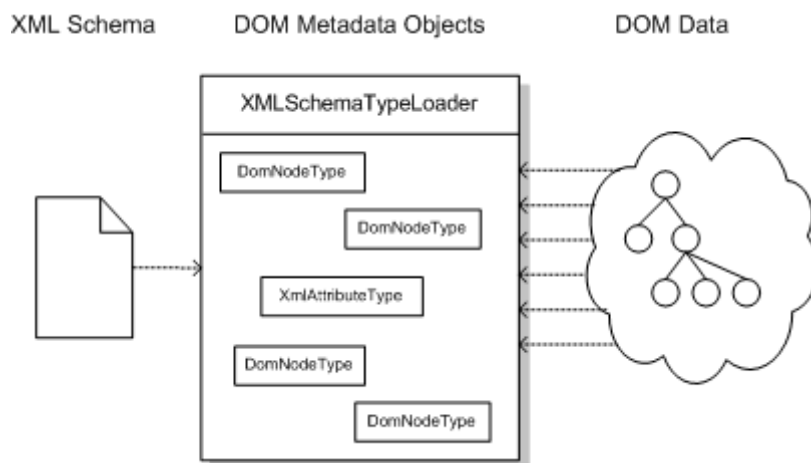 XML Schema
DOM Metadata Objects
DOM Data
XMLSchemaTypeLoader
DomNodeType
DomNodeType
XmlAttributeType
DomNodeType
DomNodeType